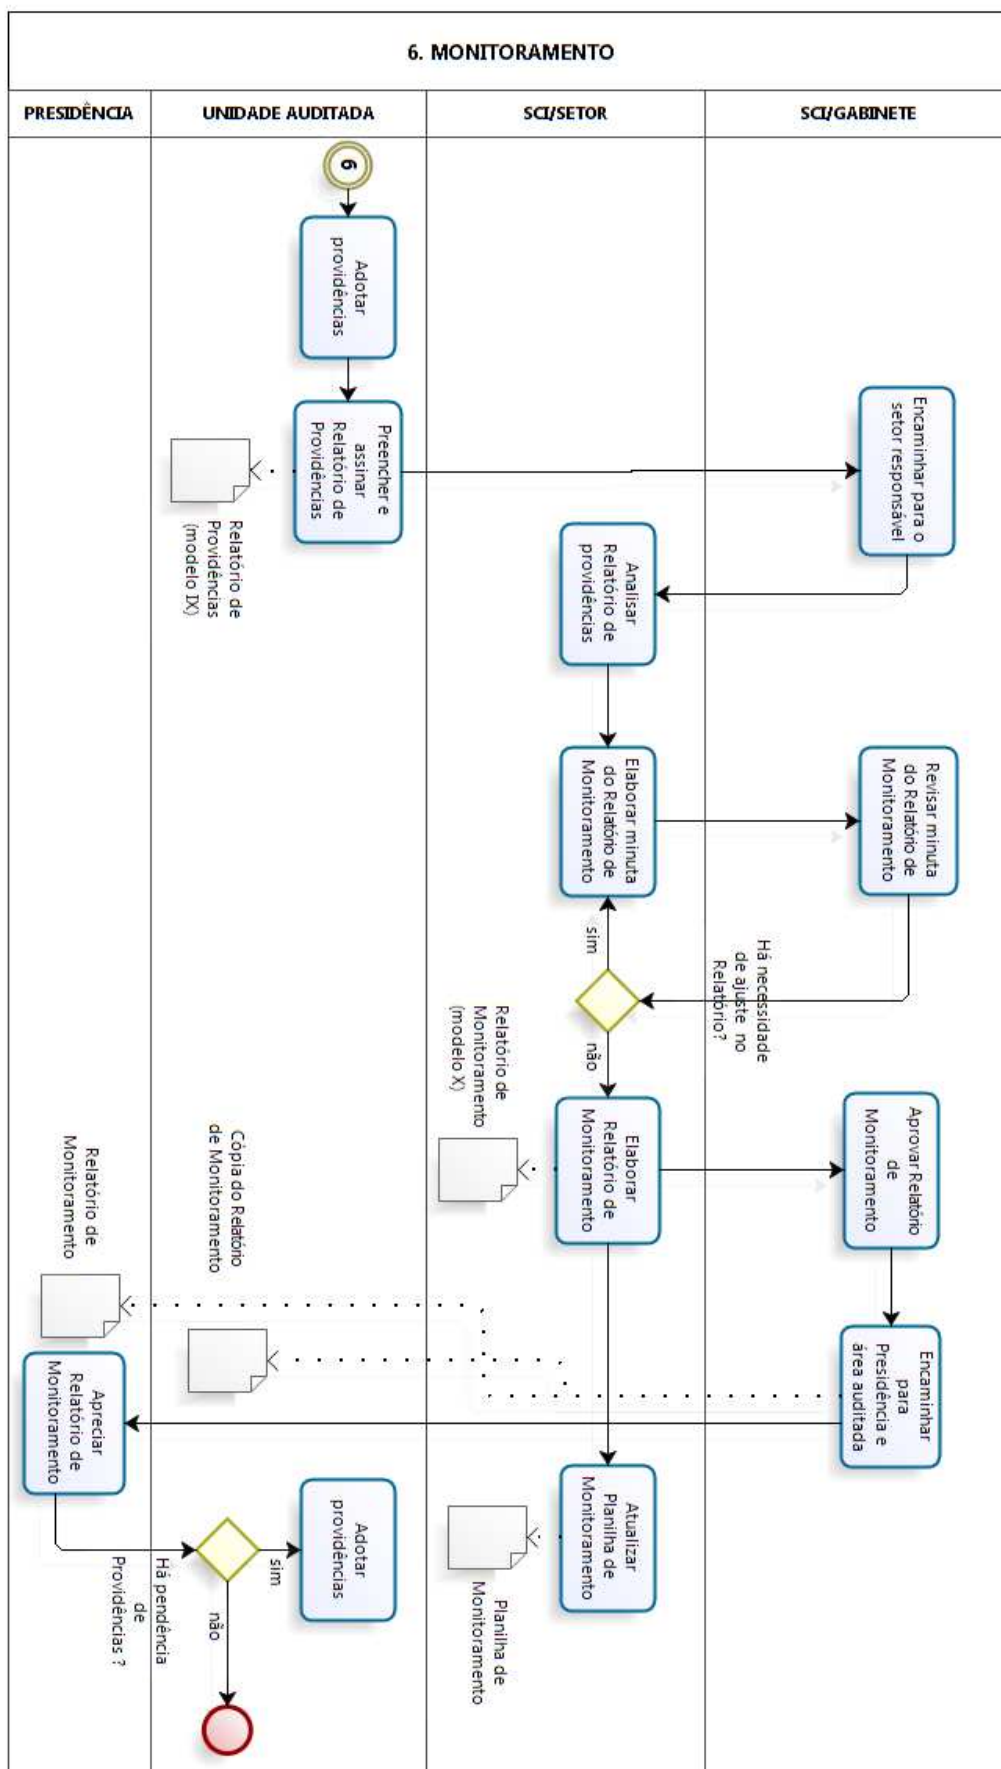 6. MONITORAMENTO
PRESIDÊNCIA
UNIDADE AUDITADA
SCI/SETOR
SCI/GABINETE
6
Adotar
providências
Preencher e
assinar
Relatório de
Providências
Relatório de
Providências
(modelo IX)
Encaminhar para o
setor responsável
Analisar
Relatório de
providências
Elaborar minuta
do Relatório de
Monitoramento
Revisar minuta
do Relatório de
Monitoramento
Há necessidade
de ajuste no
Relatório?
sim
não
Elaborar
Relatório de
Monitoramento
Relatório de
Monitoramento
(modelo X)
Aprovar Relatório
de
Monitoramento
Encaminhar
para
Presidência e
área auditada
Cópia do Relatório
de Monitoramento
Relatório de
Monitoramento
Apreciar
Relatório de
Monitoramento
Atualizar
Planilha de
Monitoramento
Planilha de
Monitoramento
Há pendência
de
Providências ?
sim
não
Adotar
providências